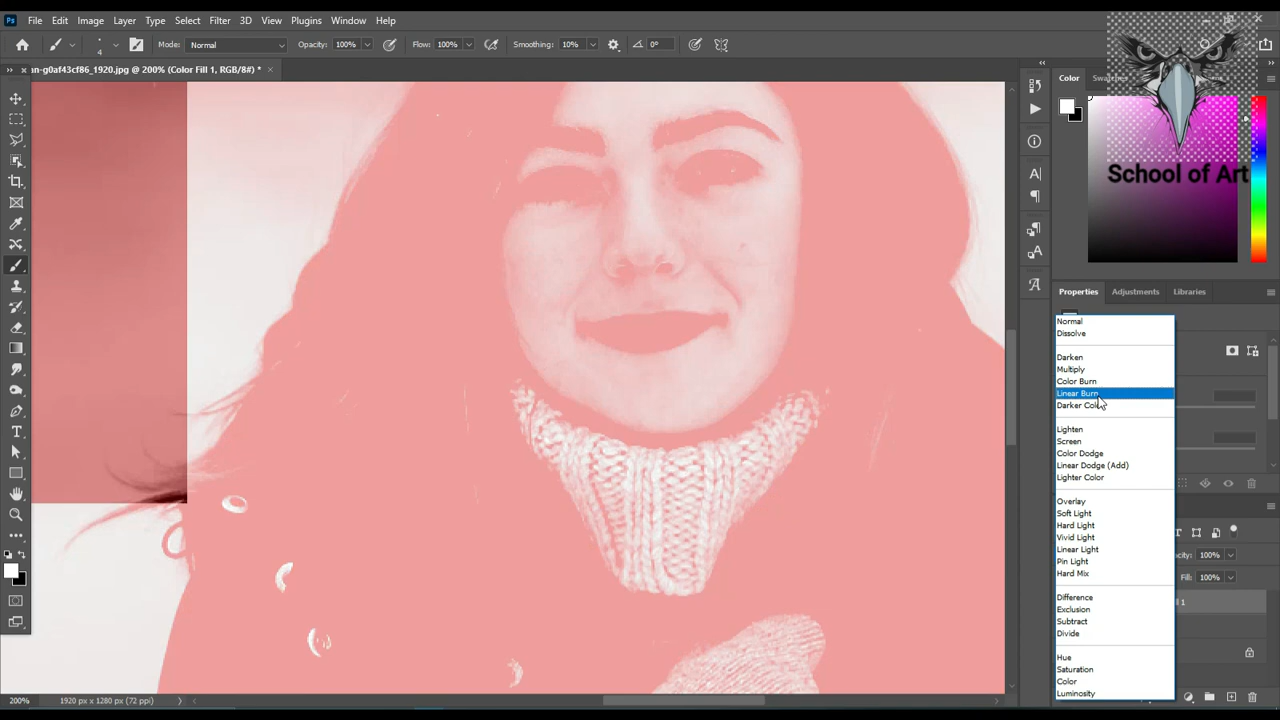 Ps File Edit Image Layer Type Select Filter 3D View Plugins Window Help
4 Mode: Normal Opacity: 100% Flow: 100% Smoothing: 10% 0°
an-g0af43cf86_1920.jpg @ 200% (Color Fill 1, RGB/8#) *
Color
School of Art
Properties Adjustments Libraries
Normal
Dissolve
Darken
Multiply
Color Burn
Linear Burn
Darker
Lighten
Screen
Color Dodge
Linear Dodge (Add)
Lighter Color
Overlay
Soft Light
Hard Light
Vivid Light
Linear Light
Pin Light
Hard Mix
100%
Fill: 100%
1
Difference
Exclusion
Subtract
Divide
Hue
Saturation
Color
Luminosity
200% 1920 px x 1280 px (72 ppi)